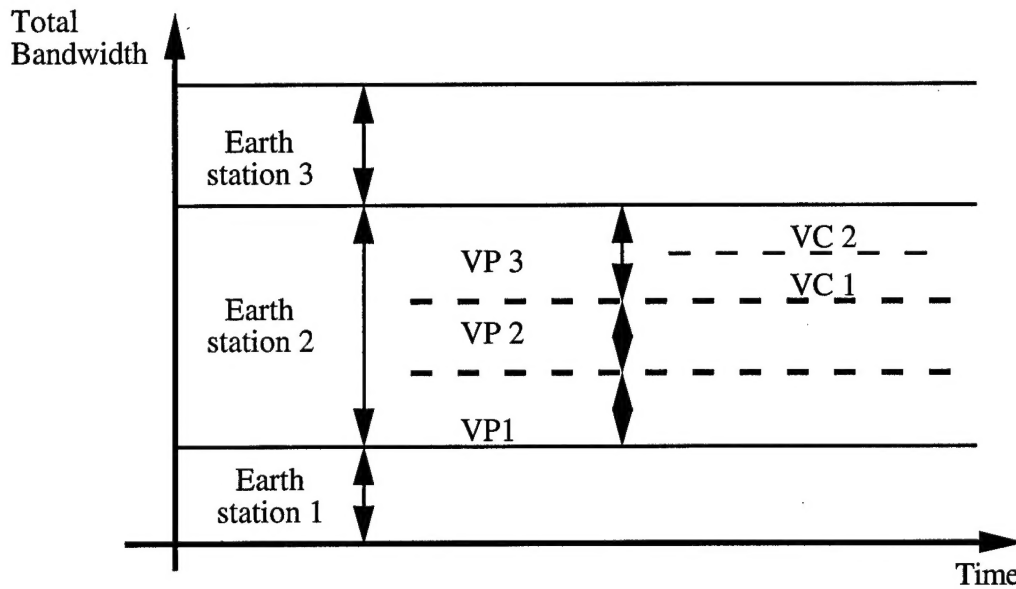 Total
Bandwidth
Earth
station 3
VP 3
VC 2
VC 1
Earth
station 2
VP 2
VP1
Earth
station 1
Time